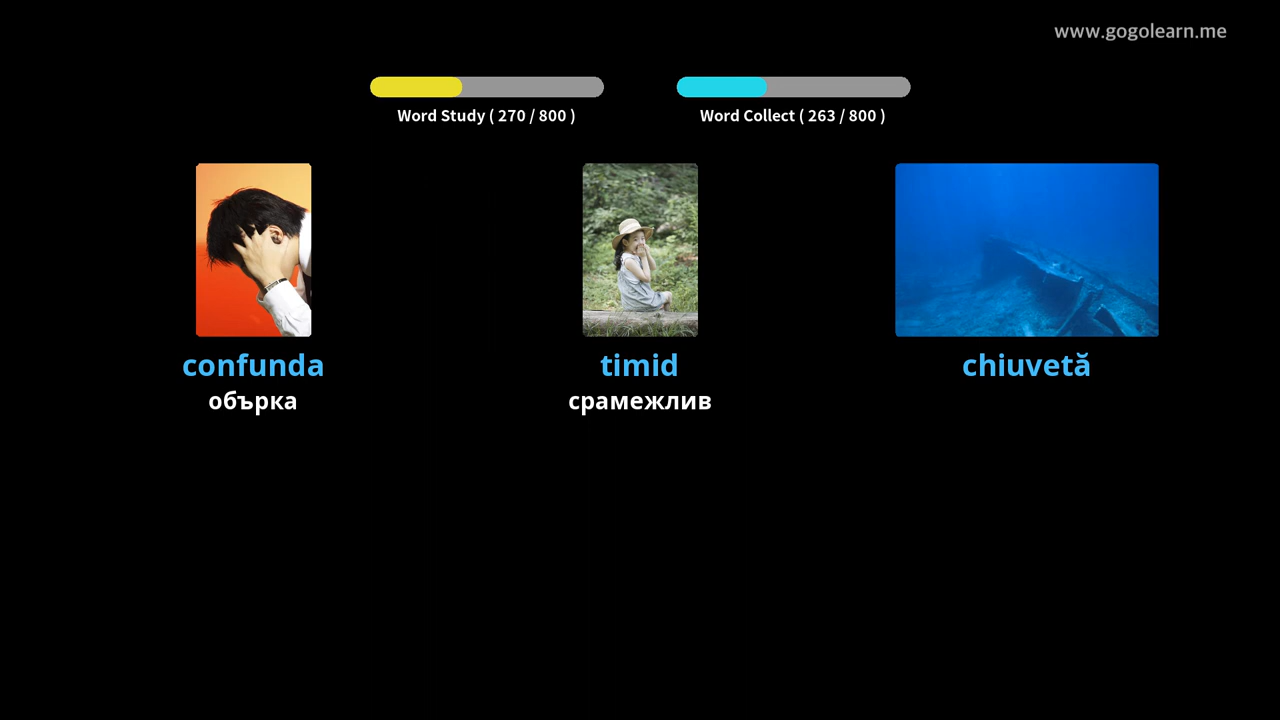 www.gogolearn.me
Word Study ( 270 / 800 )
Word Collect ( 263 / 800 )
confunda
timid
chiuvetă
обърка
срамежлив